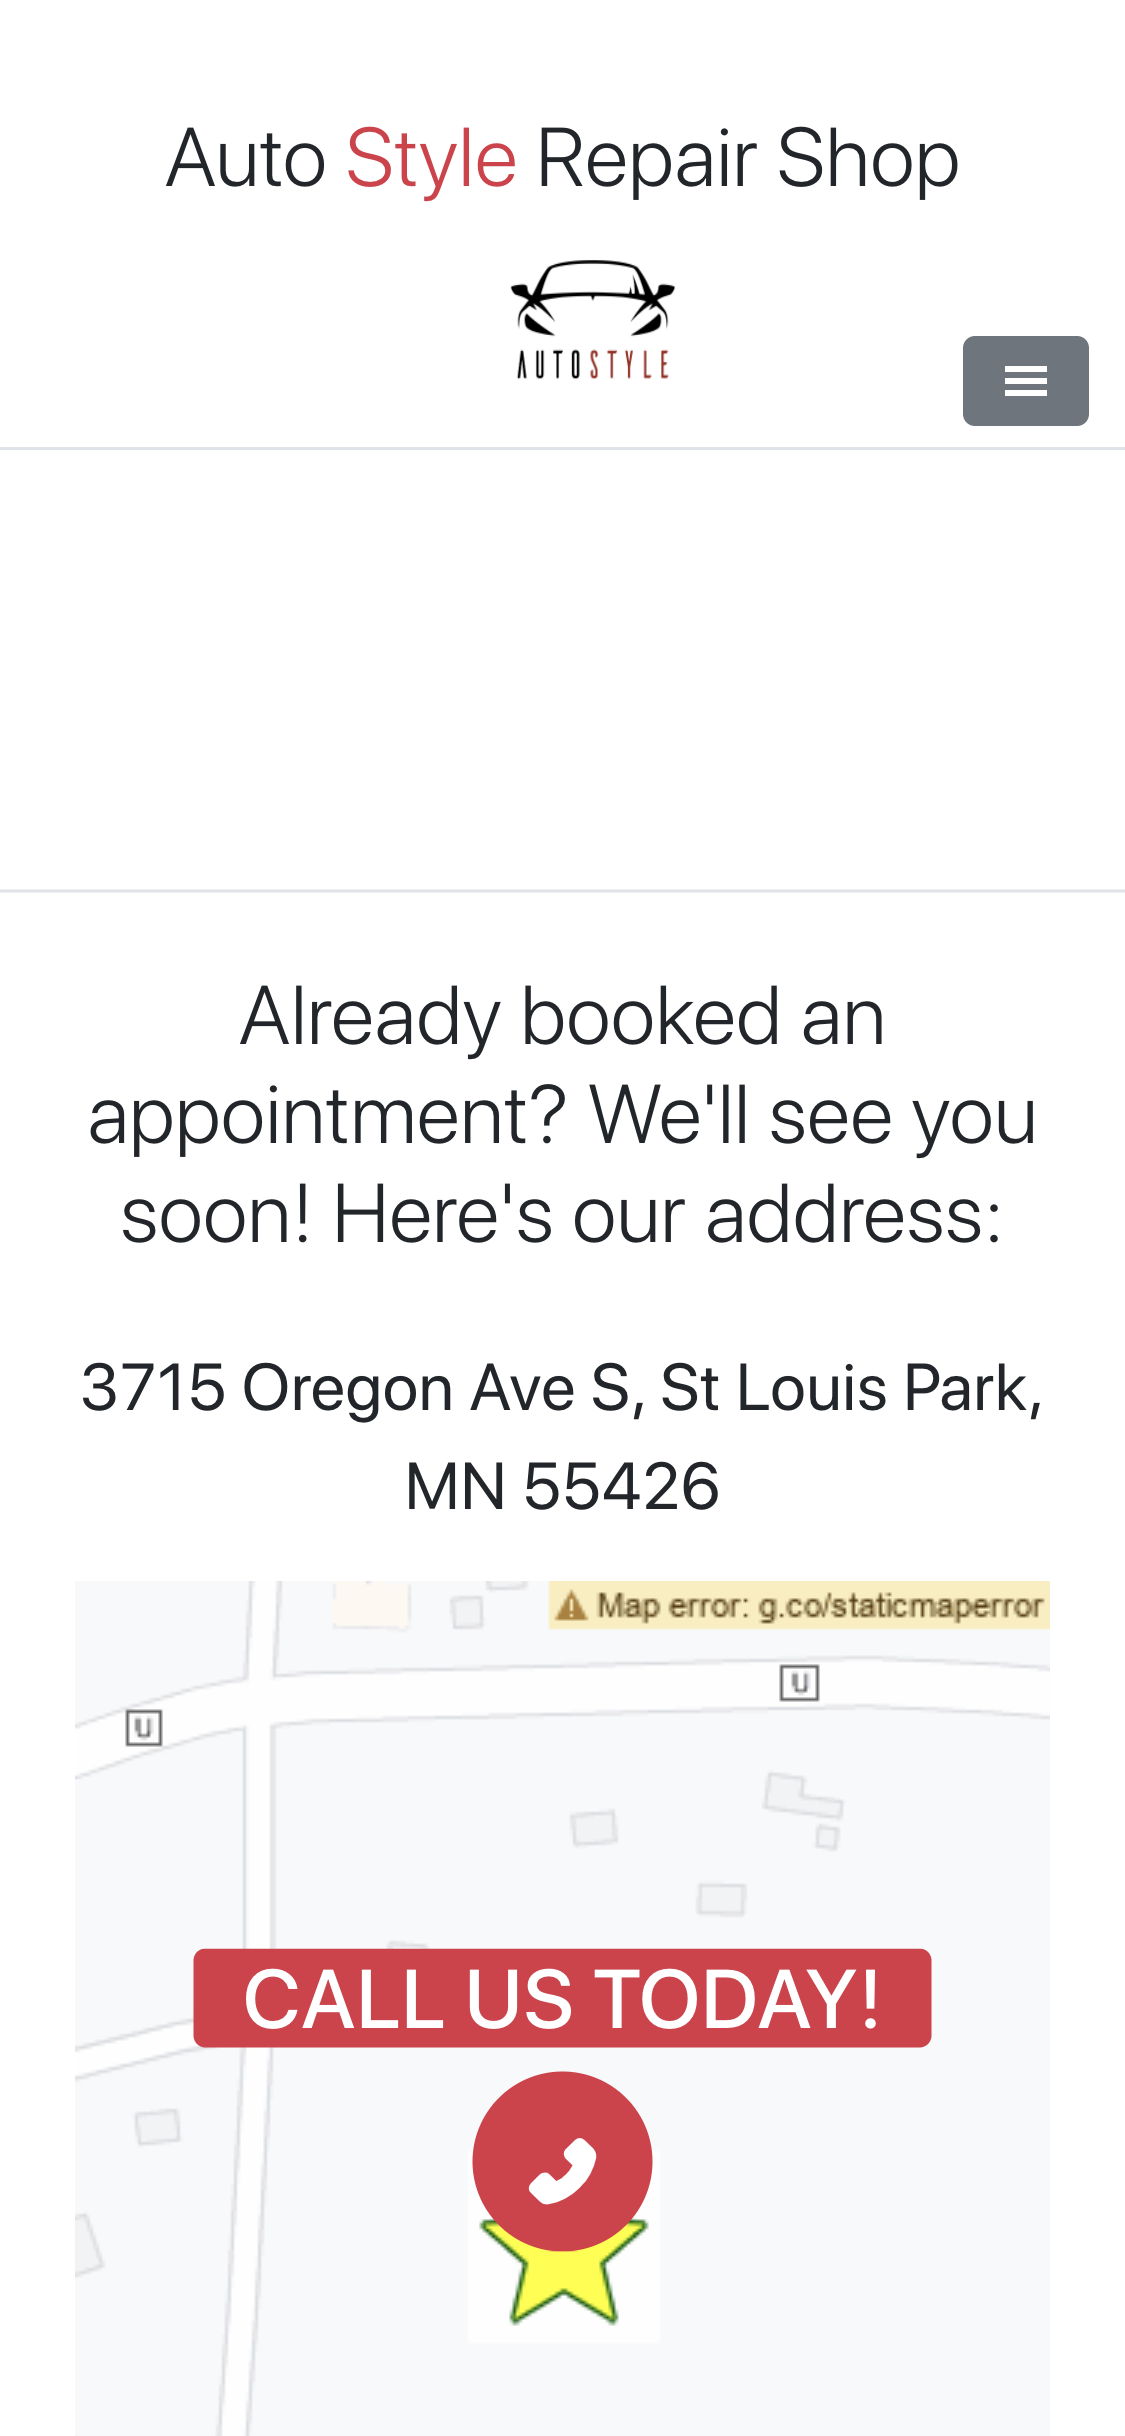 Auto Style Repair Shop
AUTOSTYLE
Already booked an
appointment? We'll see you
soon! Here's our address:
3715 Oregon Ave S, St Louis Park,
MN 55426
Map error: g.co/staticmaperror
U
U
CALL US TODAY!